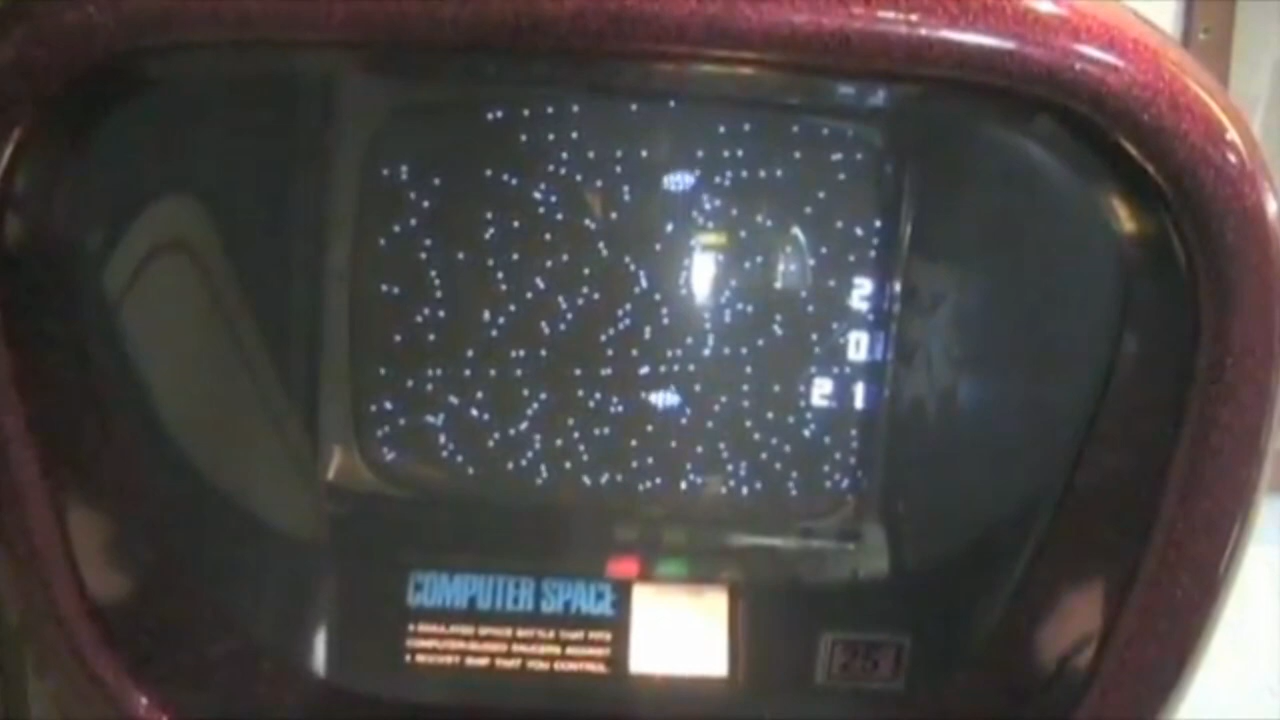 2
0
21
COMPUTER SPACE
A SIMULATED SPACE BATTLE THAT PITS
COMPUTER-GUIDED SAUCERS AGAINST
A ROCKET SHIP THAT YOU CONTROL
25¢